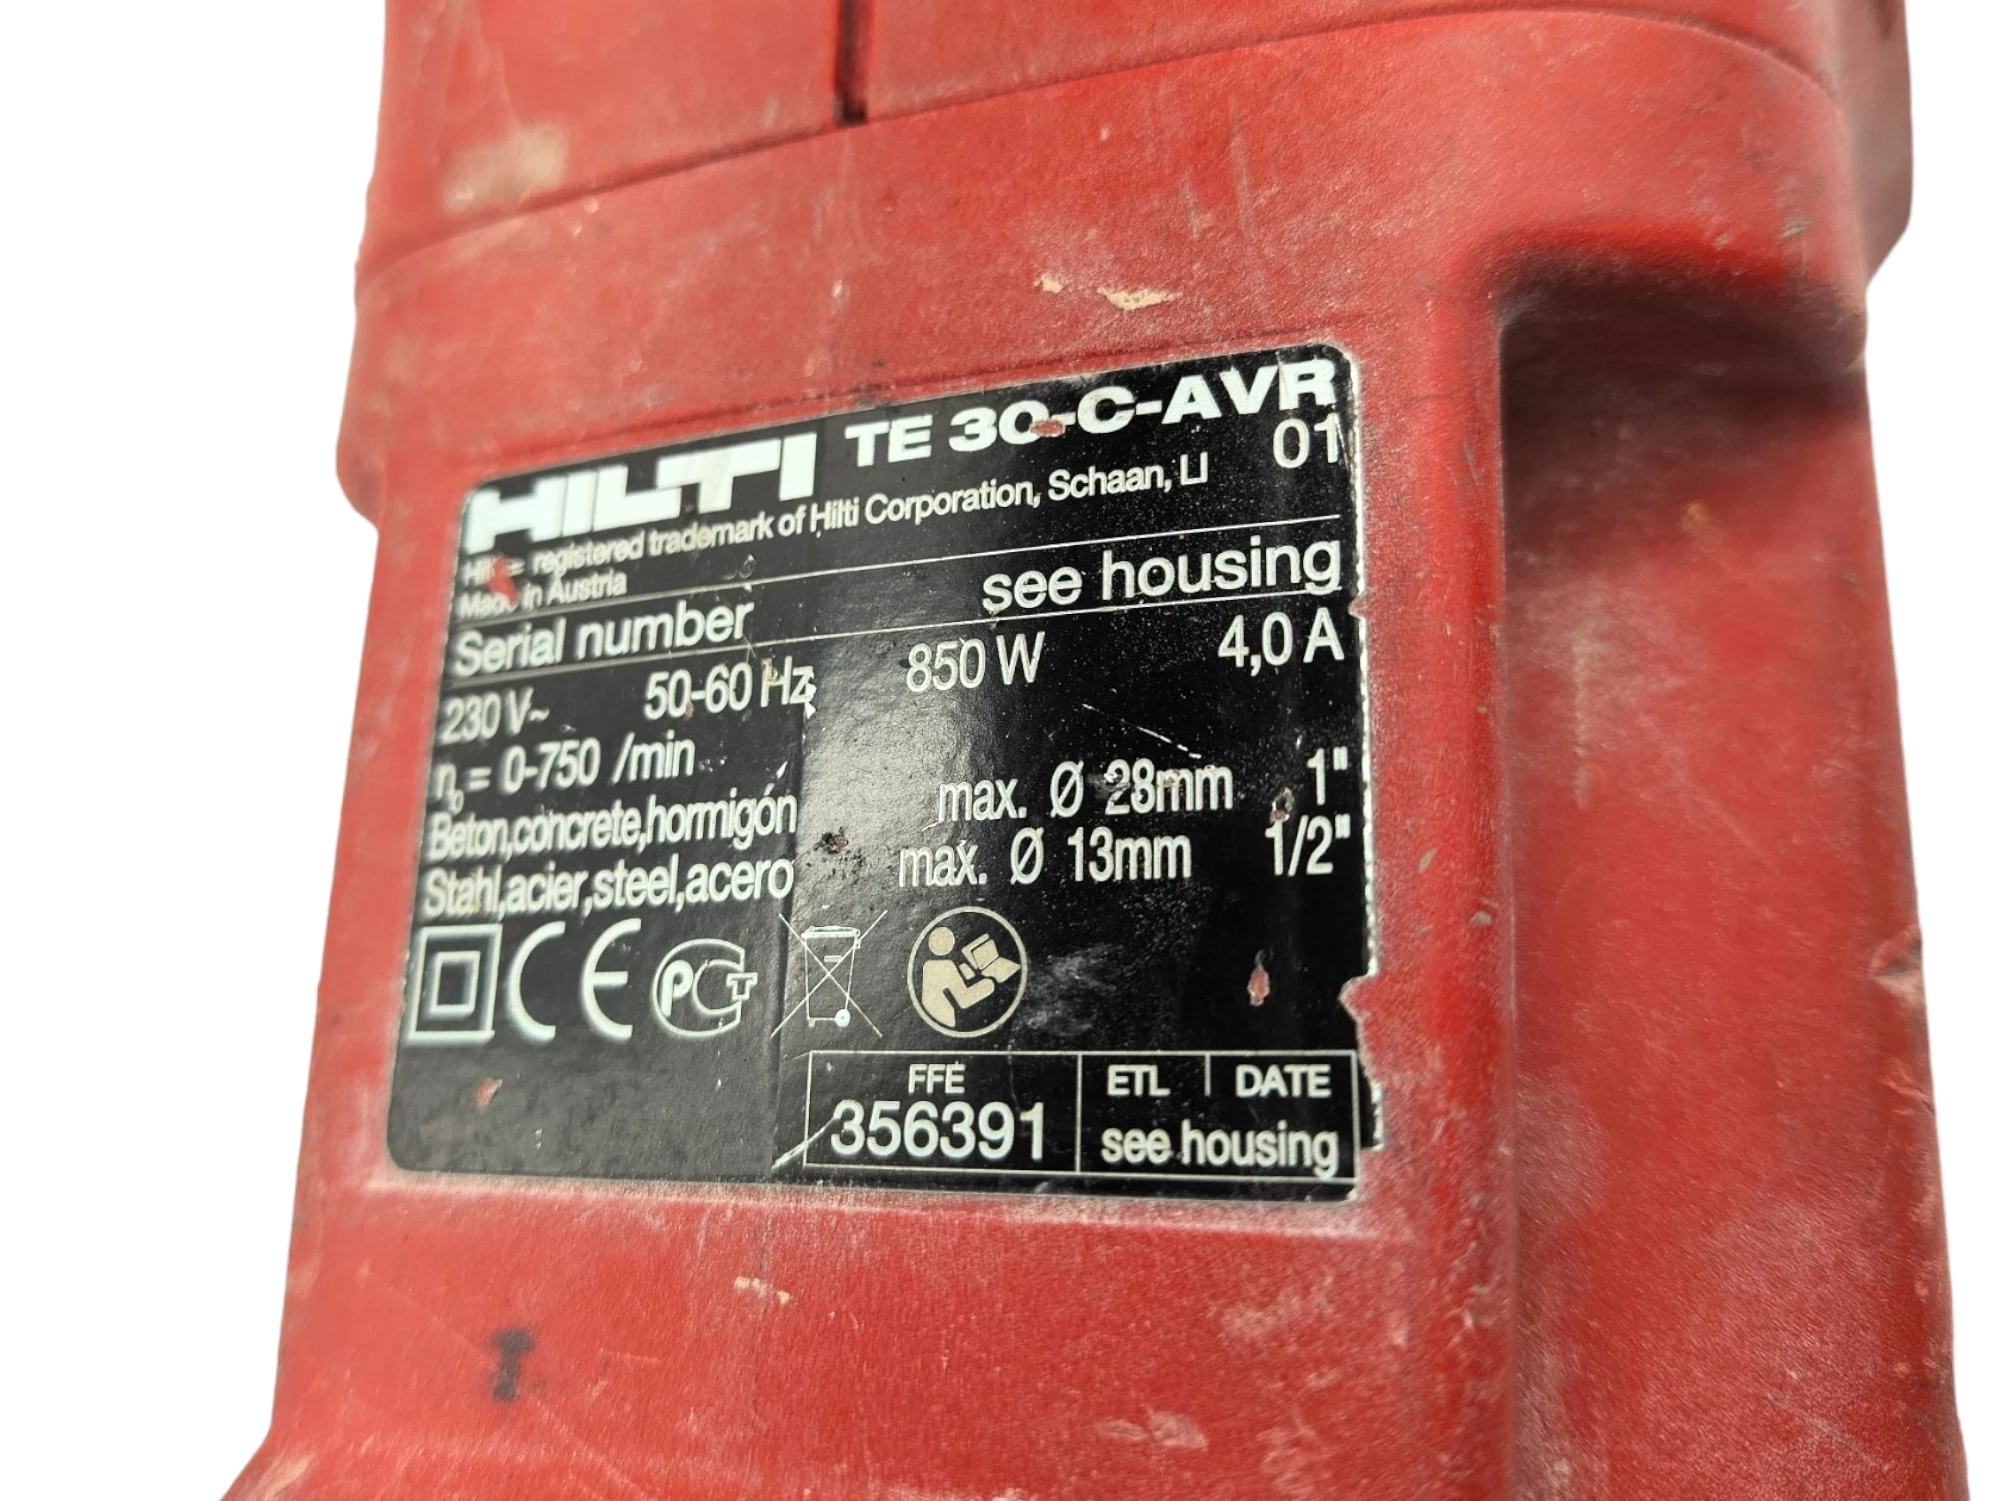 HILTI TE 30-C-AVR
01
Hilti = registered trademark of Hilti Corporation, Schaan, LI
Made in Austria
Serial number see housing
230 V~ 50-60 Hz 850 W 4,0 A
n₀ = 0-750 /min
Beton,concrete,hormigón max. Ø 28mm 1"
Stahl,acier,steel,acero max. Ø 13mm 1/2"
CE PCT
FFE ETL | DATE
356391 see housing